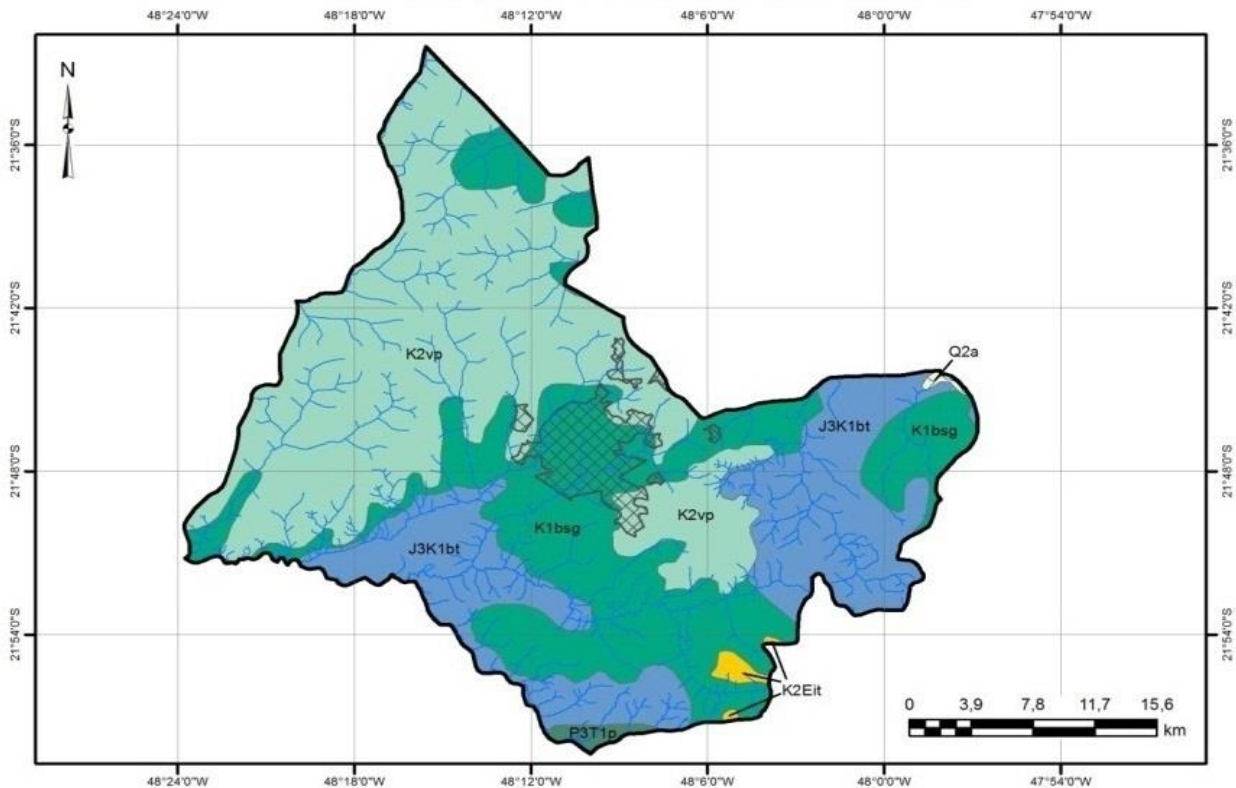 48°24'0"W 48°18'0"W 48°12'0"W 48°6'0"W 48°0'0"W 47°54'0"W
N
21°36'0"S 21°36'0"S
21°42'0"S 21°42'0"S
Q2a
K2vp
J3K1bt
K1bsg
21°48'0"S 21°48'0"S
K2vp
K1bsg
J3K1bt
21°54'0"S 21°54'0"S
K2Eit
0 3,9 7,8 11,7 15,6
km
P3T1p
48°24'0"W 48°18'0"W 48°12'0"W 48°6'0"W 48°0'0"W 47°54'0"W